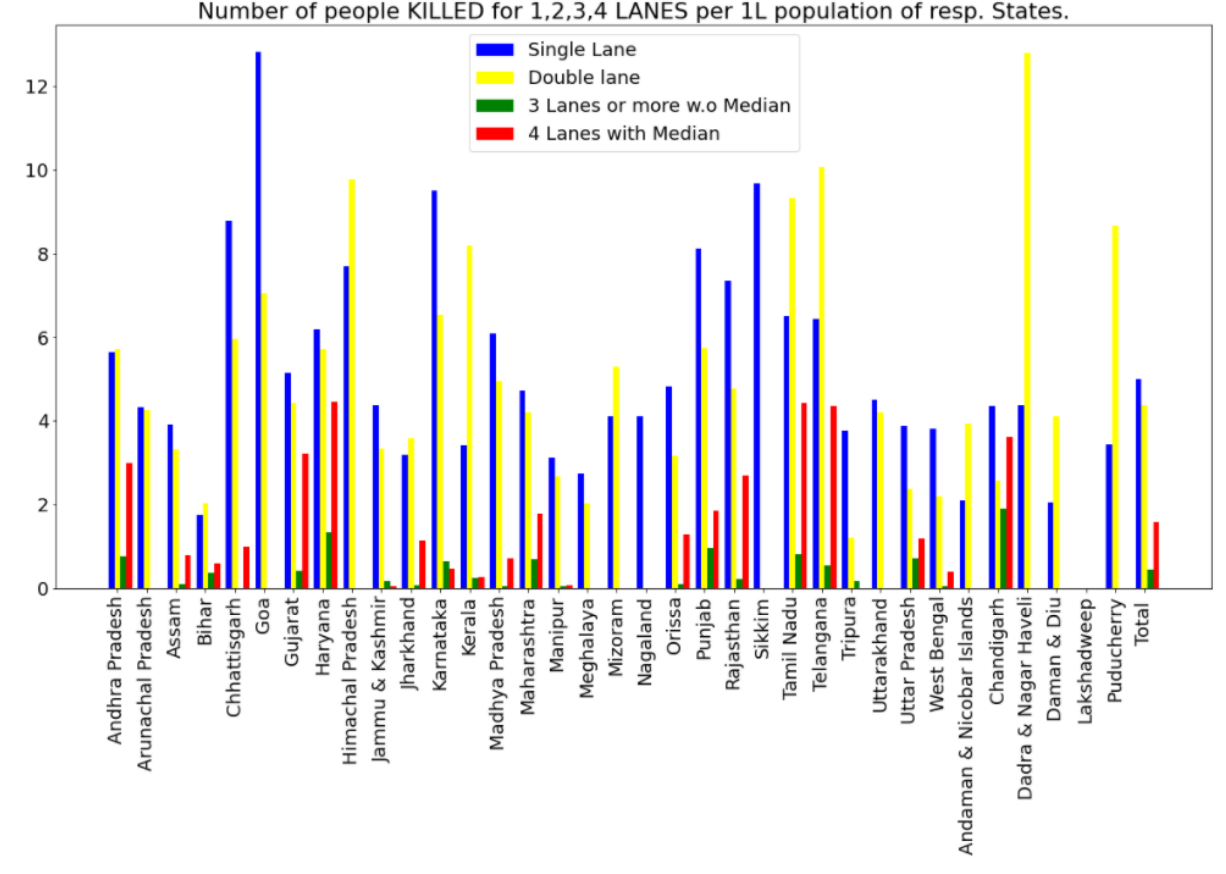 Number of people KILLED for 1,2,3,4 LANES per 1L population of resp. States.
Single Lane
Double lane
3 Lanes or more w.o Median
4 Lanes with Median
12
10
8
6
4
2
0
Andhra Pradesh
Arunachal Pradesh
Assam
Bihar
Chhattisgarh
Goa
Gujarat
Haryana
Himachal Pradesh
Jammu & Kashmir
Jharkhand
Karnataka
Kerala
Madhya Pradesh
Maharashtra
Manipur
Meghalaya
Mizoram
Nagaland
Orissa
Punjab
Rajasthan
Sikkim
Tamil Nadu
Telangana
Tripura
Uttarakhand
Uttar Pradesh
West Bengal
Andaman & Nicobar Islands
Chandigarh
Dadra & Nagar Haveli
Daman & Diu
Lakshadweep
Puducherry
Total